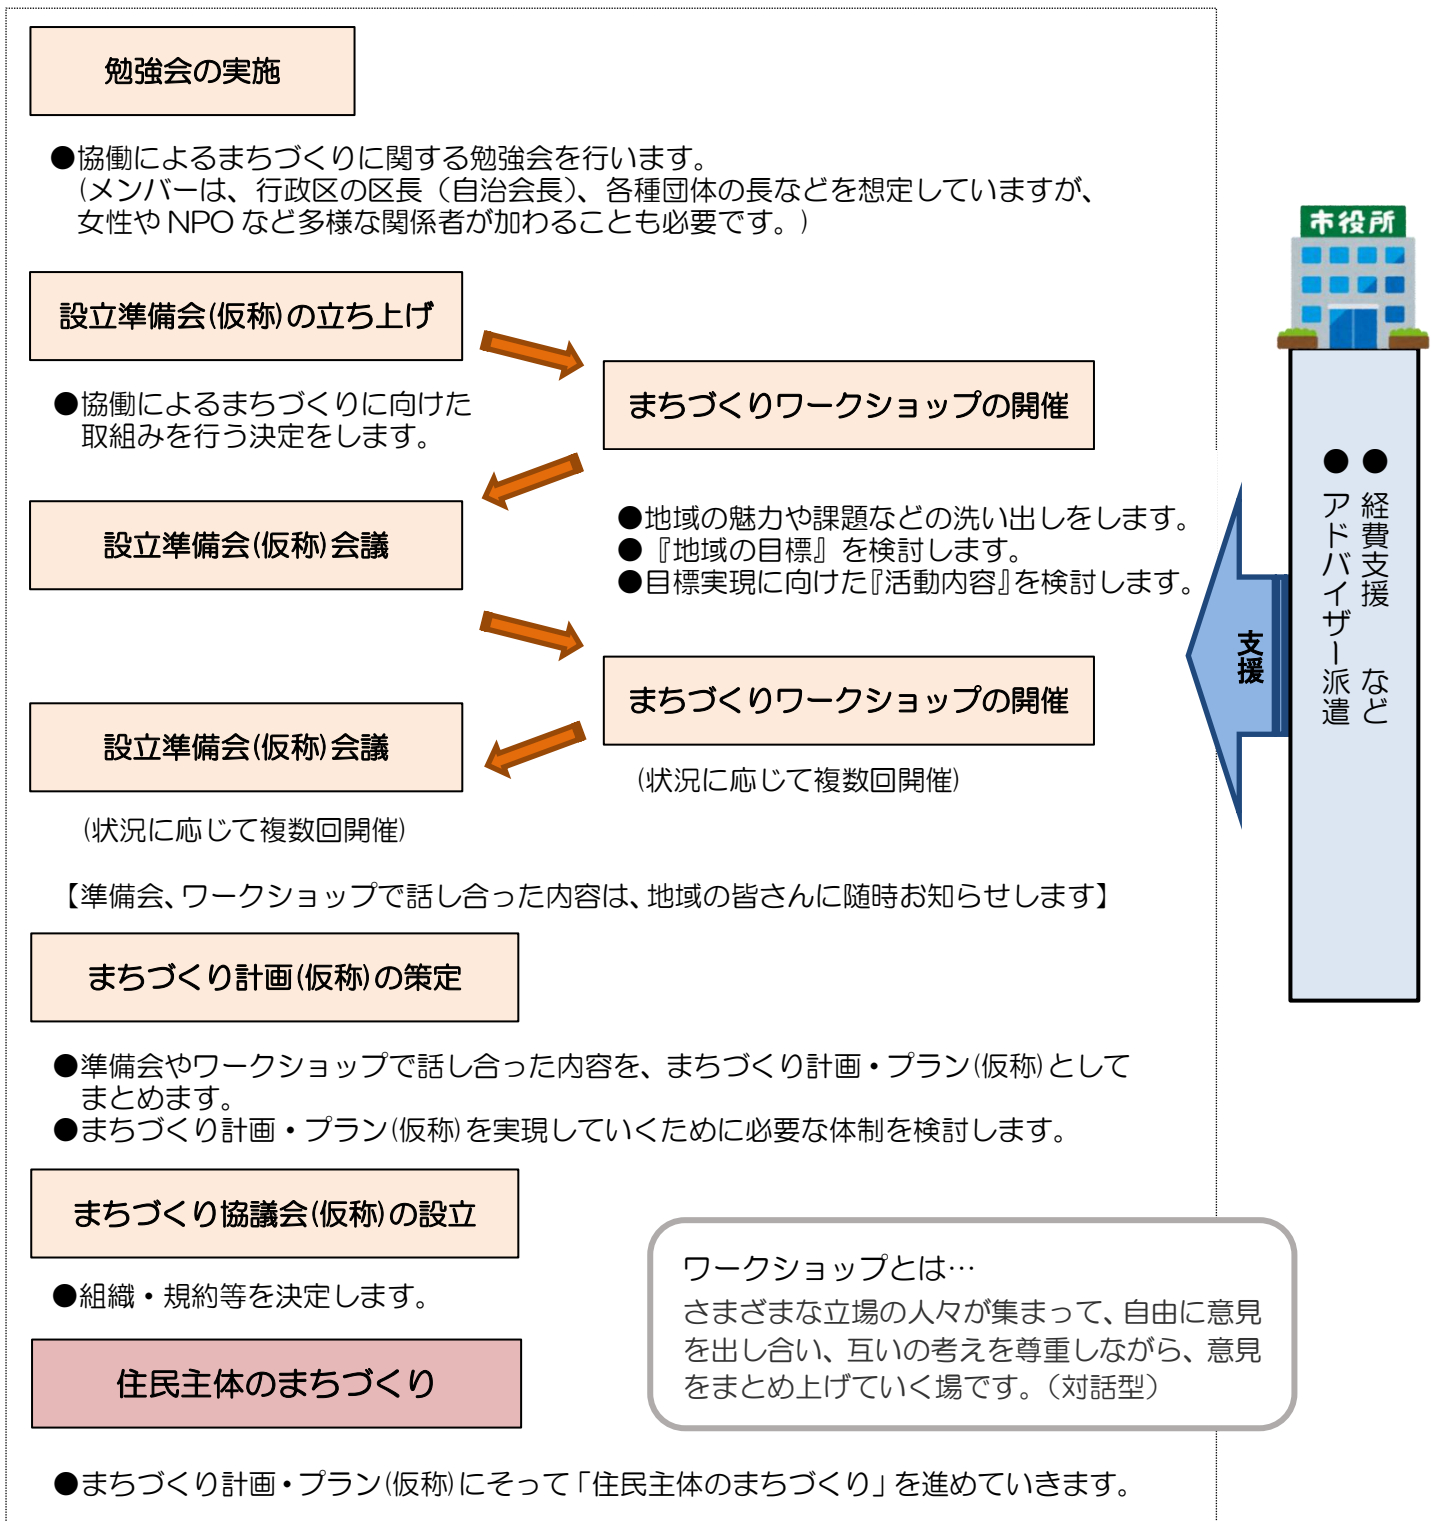 勉強会の実施
●協働によるまちづくりに関する勉強会を行います。
(メンバーは、行政区の区長（自治会長）、各種団体の長などを想定していますが、
女性や NPO など多様な関係者が加わることも必要です。)
設立準備会(仮称)の立ち上げ
●協働によるまちづくりに向けた
取組みを行う決定をします。
まちづくりワークショップの開催
設立準備会(仮称)会議
●地域の魅力や課題などの洗い出しをします。
●『地域の目標』を検討します。
●目標実現に向けた『活動内容』を検討します。
まちづくりワークショップの開催
(状況に応じて複数回開催)
設立準備会(仮称)会議
(状況に応じて複数回開催)
【準備会、ワークショップで話し合った内容は、地域の皆さんに随時お知らせします】
まちづくり計画(仮称)の策定
●準備会やワークショップで話し合った内容を、まちづくり計画・プラン(仮称)として
まとめます。
●まちづくり計画・プラン(仮称)を実現していくために必要な体制を検討します。
まちづくり協議会(仮称)の設立
●組織・規約等を決定します。
住民主体のまちづくり
●まちづくり計画・プラン(仮称)にそって「住民主体のまちづくり」を進めていきます。
ワークショップとは…
さまざまな立場の人々が集まって、自由に意見
を出し合い、互いの考えを尊重しながら、意見
をまとめ上げていく場です。（対話型）
市役所
●経費支援 など
●アドバイザー派遣
支援